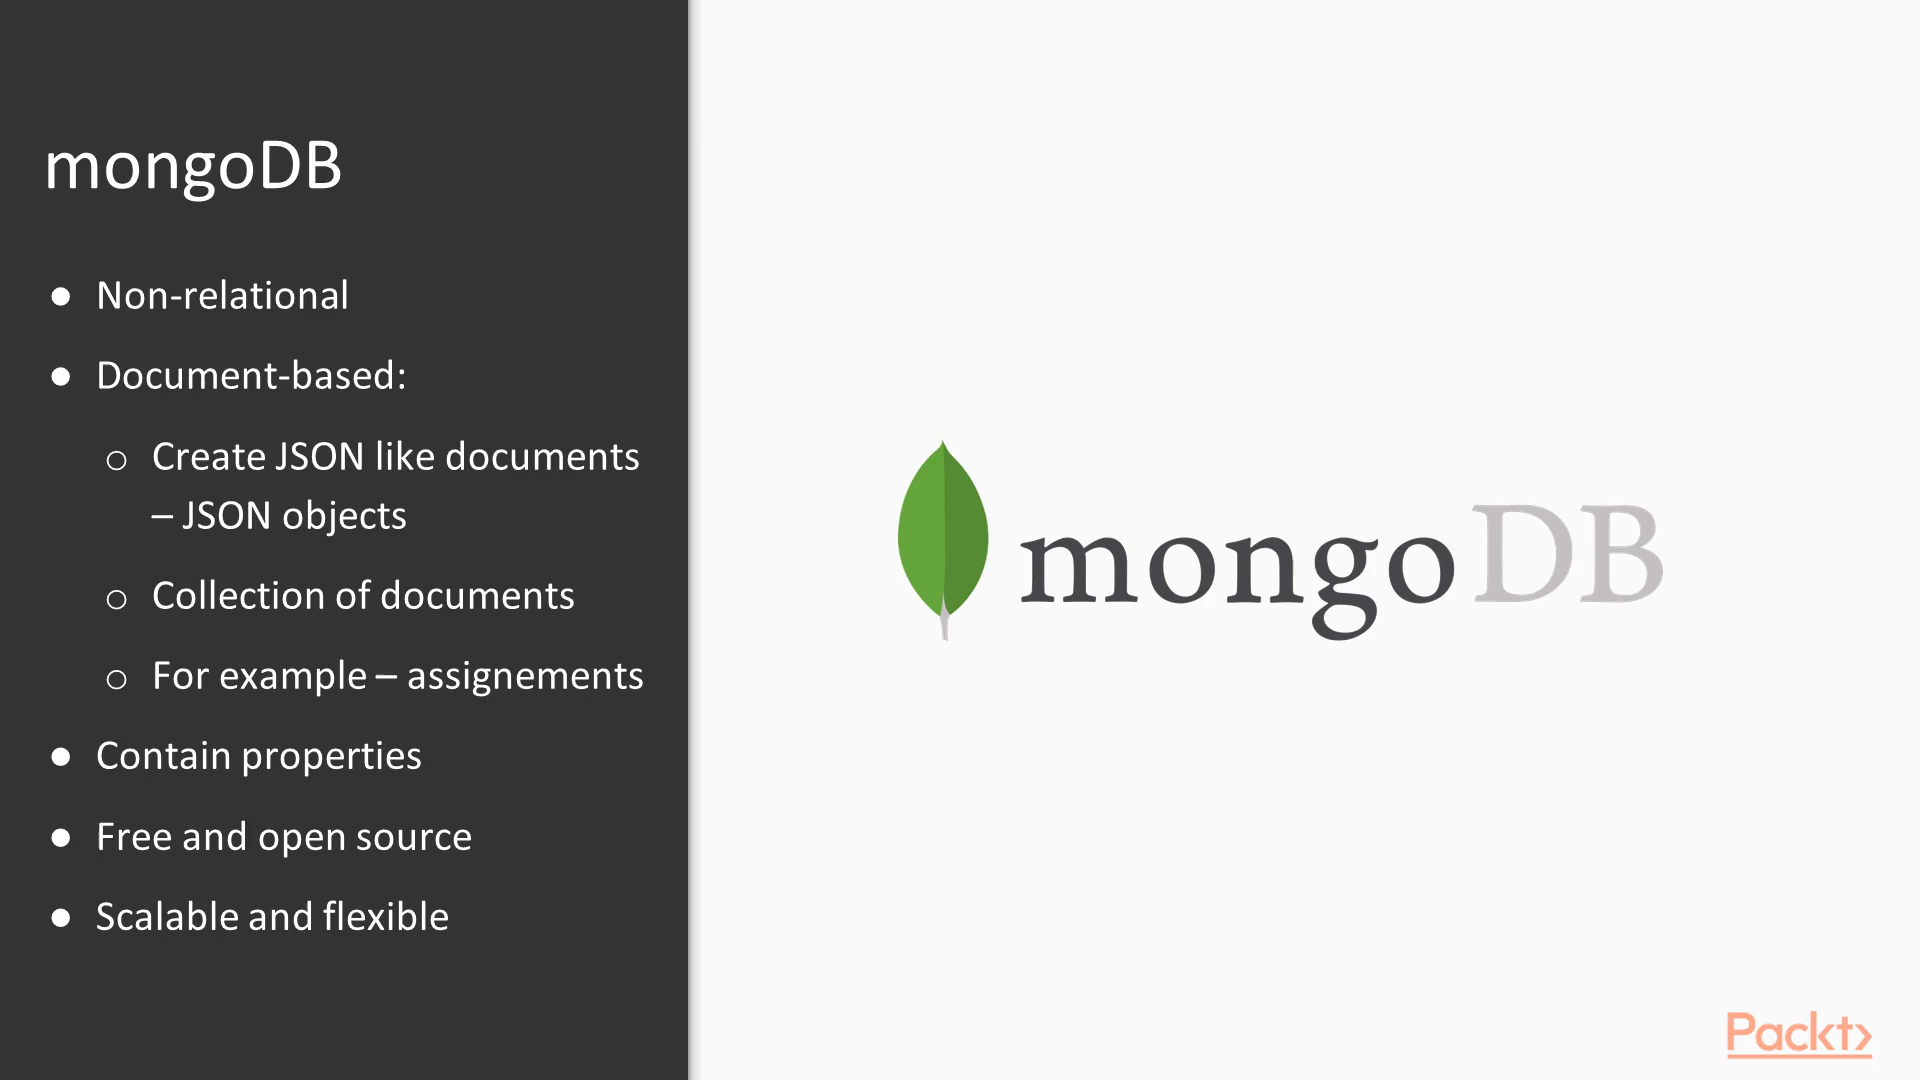 mongoDB
● Non-relational
● Document-based:
○ Create JSON like documents
– JSON objects
○ Collection of documents
○ For example – assignements
● Contain properties
● Free and open source
● Scalable and flexible
mongoDB
Packt>